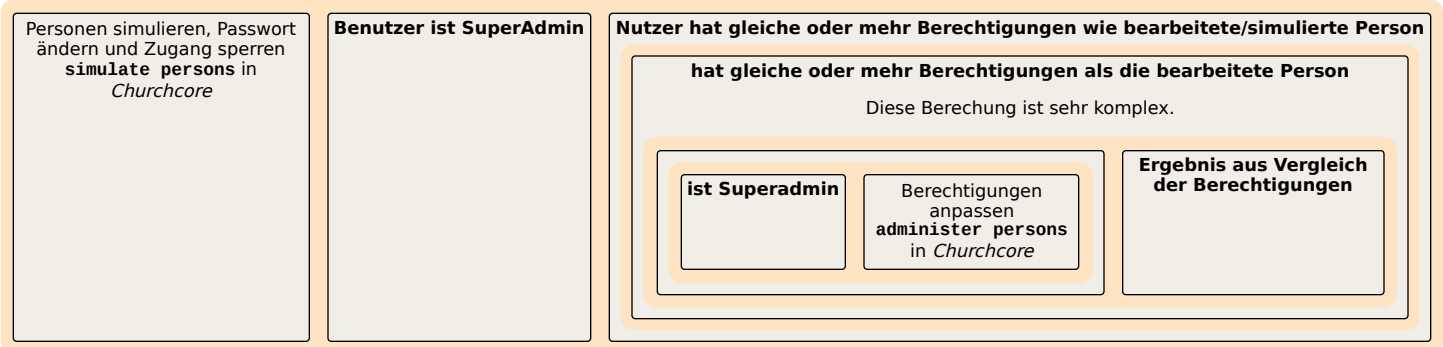 Personen simulieren, Passwort
ändern und Zugang sperren
simulate persons in
Churchcore
Benutzer ist SuperAdmin
Nutzer hat gleiche oder mehr Berechtigungen wie bearbeitete/simulierte Person
hat gleiche oder mehr Berechtigungen als die bearbeitete Person
Diese Berechung ist sehr komplex.
ist Superadmin
Berechtigungen
anpassen
administer persons
in Churchcore
Ergebnis aus Vergleich
der Berechtigungen